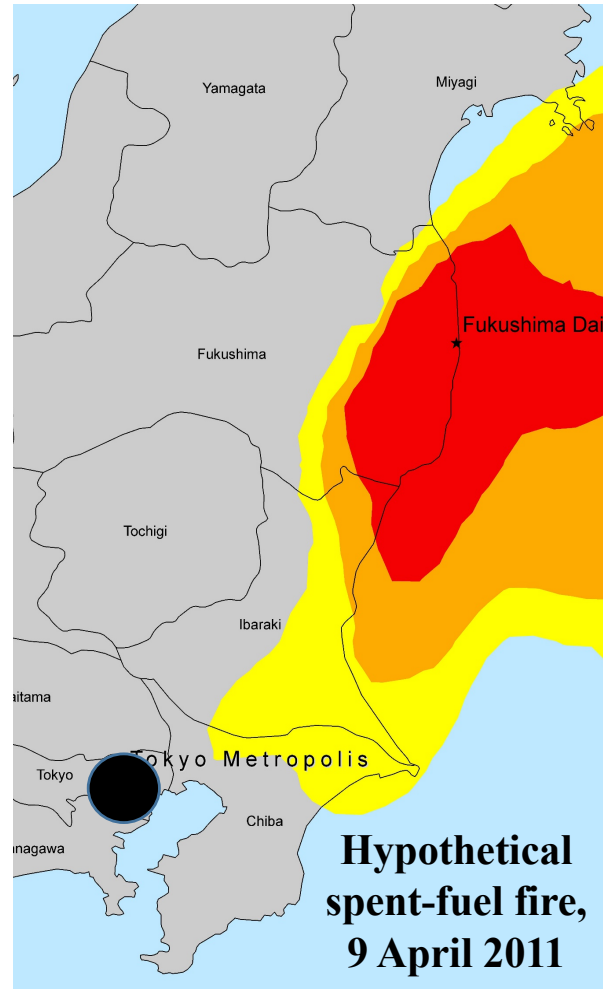 Yamagata
Miyagi
Fukushima Dai
Fukushima
Tochigi
Ibaraki
aitama
Tokyo Metropolis
Tokyo
Chiba
nnagawa
Hypothetical
spent-fuel fire,
9 April 2011